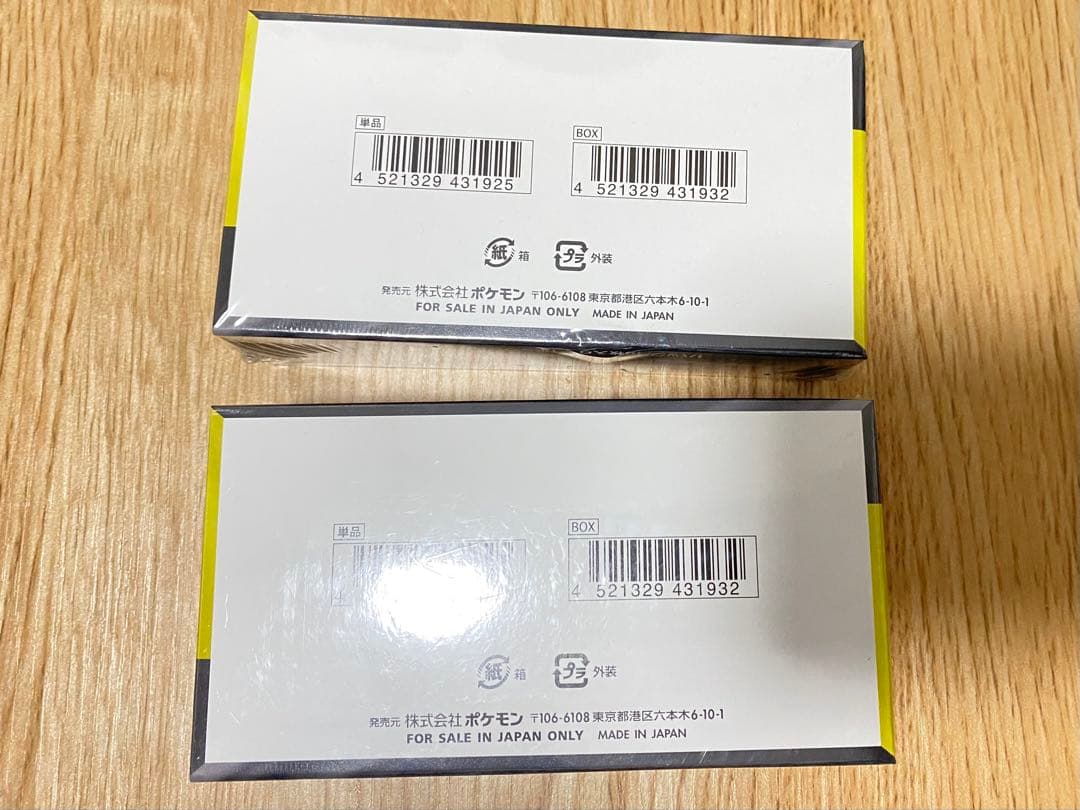 単品
4 521329 431925
BOX
4 521329 431932
紙 箱
プラ 外装
発売元 株式会社ポケモン 〒106-6108 東京都港区六本木6-10-1
FOR SALE IN JAPAN ONLY MADE IN JAPAN
単品
4
BOX
4 521329 431932
紙 箱
プラ 外装
発売元 株式会社ポケモン 〒106-6108 東京都港区六本木6-10-1
FOR SALE IN JAPAN ONLY MADE IN JAPAN